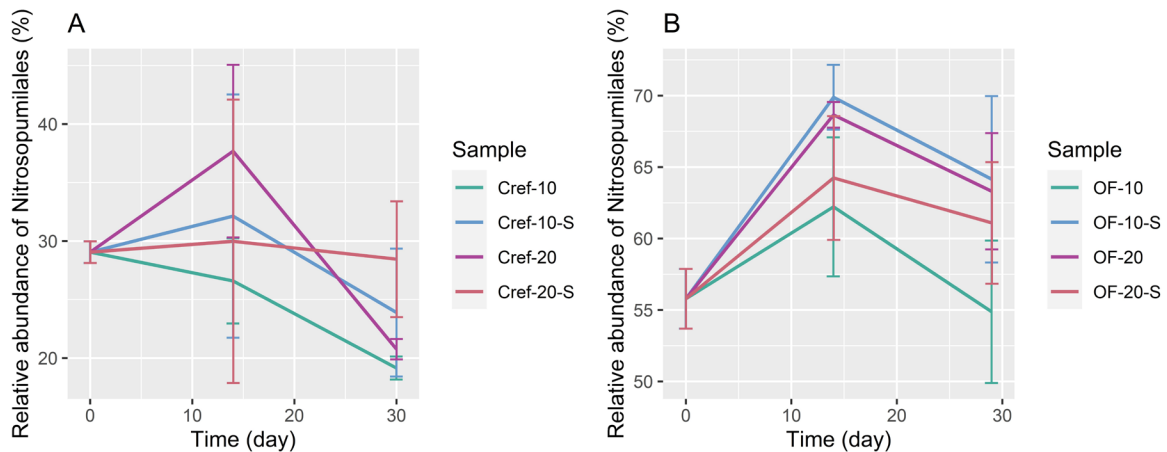 A
Relative abundance of Nitrosopumilales (%)
40
30
20
0
10
20
30
Time (day)
Sample
Cref-10
Cref-10-S
Cref-20
Cref-20-S
B
Relative abundance of Nitrosopumilales (%)
70
65
60
55
50
0
10
20
30
Time (day)
Sample
OF-10
OF-10-S
OF-20
OF-20-S